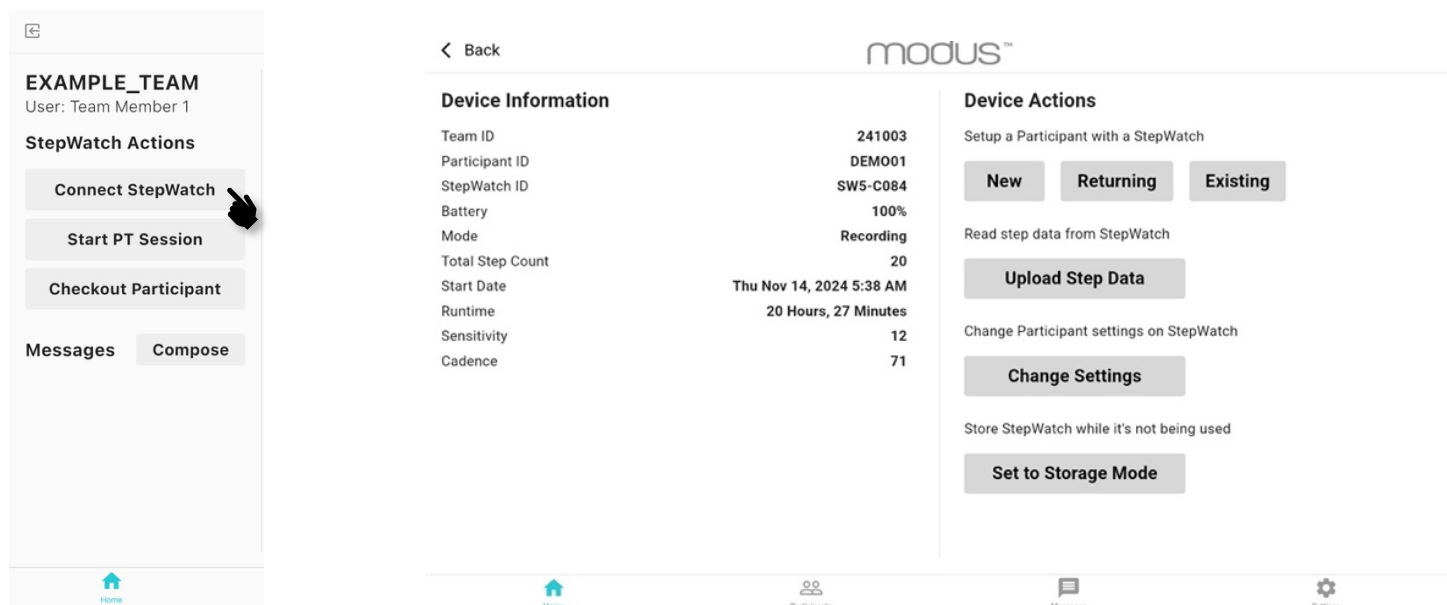 EXAMPLE_TEAM
User: Team Member 1
StepWatch Actions
Connect StepWatch
Start PT Session
Checkout Participant
Messages
Compose
Home
Back
modus™
Device Information
Team ID 241003
Participant ID DEMO01
StepWatch ID SW5-C084
Battery 100%
Mode Recording
Total Step Count 20
Start Date Thu Nov 14, 2024 5:38 AM
Runtime 20 Hours, 27 Minutes
Sensitivity 12
Cadence 71
Device Actions
Setup a Participant with a StepWatch
New Returning Existing
Read step data from StepWatch
Upload Step Data
Change Participant settings on StepWatch
Change Settings
Store StepWatch while it's not being used
Set to Storage Mode